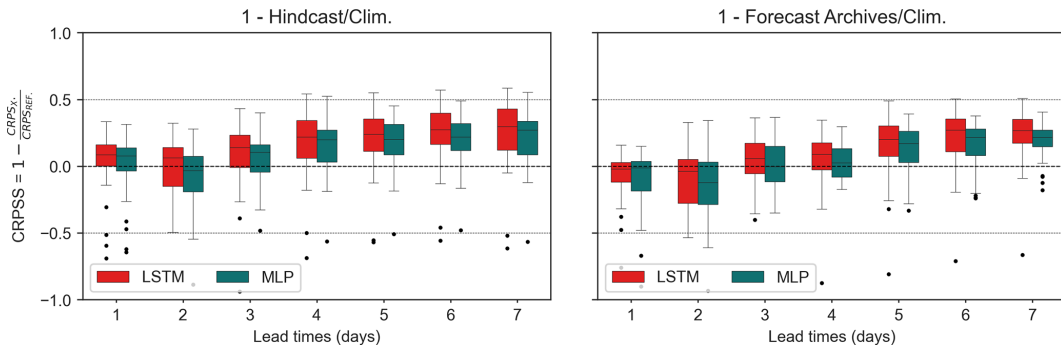 1 - Hindcast/Clim.
CRPSS = 1 - CRPS_X. / CRPS_REF.
1.0
0.5
0.0
−0.5
−1.0
LSTM MLP
1 2 3 4 5 6 7
Lead times (days)
1 - Forecast Archives/Clim.
LSTM MLP
1 2 3 4 5 6 7
Lead times (days)